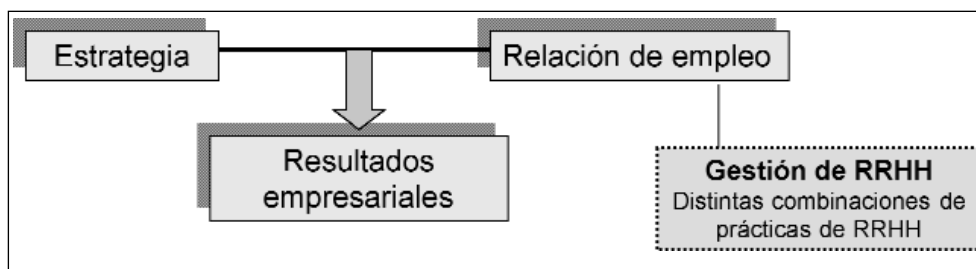 Estrategia
Relación de empleo
Resultados
empresariales
Gestión de RRHH
Distintas combinaciones de
prácticas de RRHH